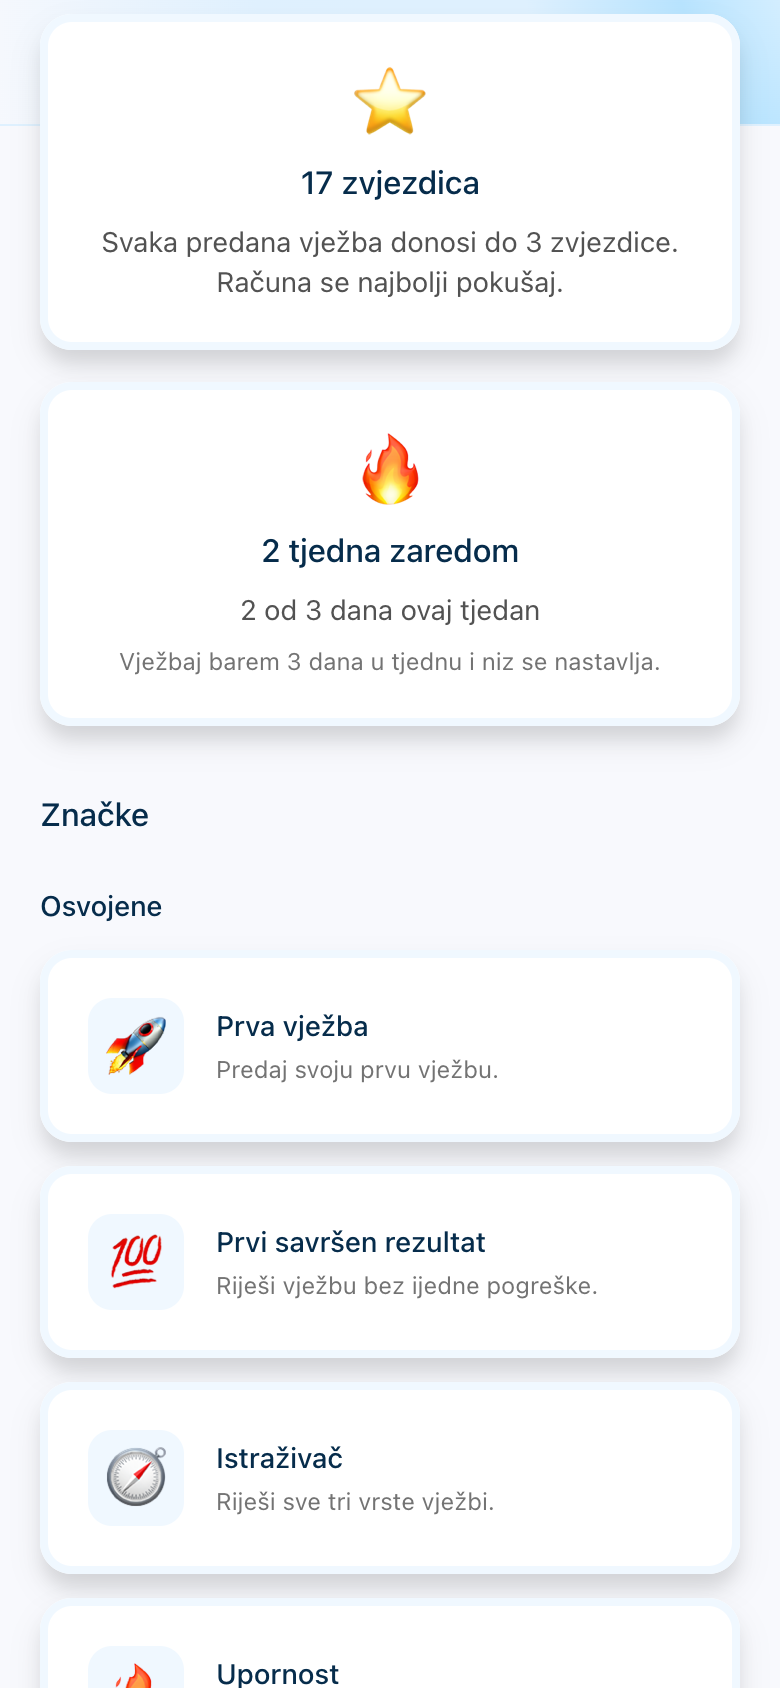 17 zvjezdica
Svaka predana vježba donosi do 3 zvjezdice.
Računa se najbolji pokušaj.
2 tjedna zaredom
2 od 3 dana ovaj tjedan
Vježbaj barem 3 dana u tjednu i niz se nastavlja.
Značke
Osvojene
Prva vježba
Predaj svoju prvu vježbu.
100
Prvi savršen rezultat
Riješi vježbu bez ijedne pogreške.
Istraživač
Riješi sve tri vrste vježbi.
Upornost